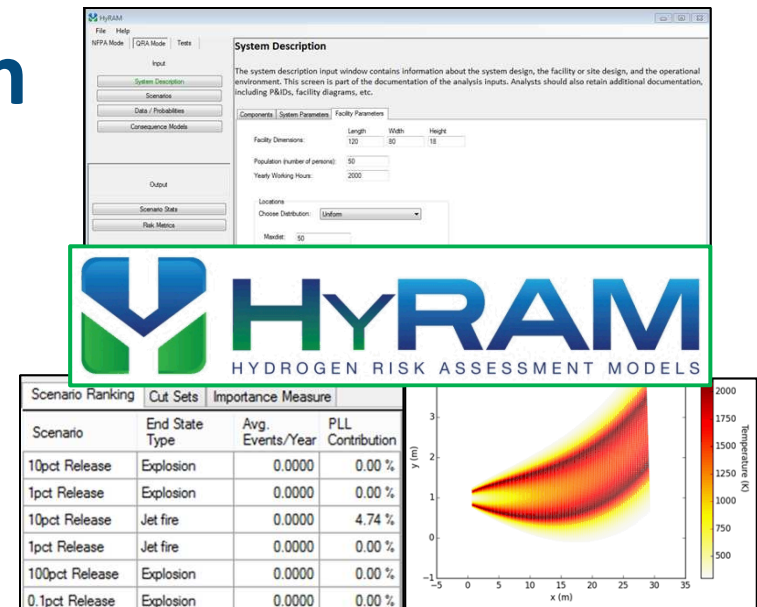 n
HyRAM
File Help
NFPA Mode QRA Mode Tests
Input
System Description
Scenarios
Data / Probabilities
Consequence Models
Output
Scenario Stats
Risk Metrics
System Description
The system description input window contains information about the system design, the facility or site design, and the operational
environment. This screen is part of the documentation of the analysis inputs. Analysts should also retain additional documentation,
including P&IDs, facility diagrams, etc.
Components System Parameters Facility Parameters
Length Width Height
Facility Dimensions: 120 80 18
Population (number of persons): 50
Yearly Working Hours: 2000
Locations
Choose Distribution: Uniform
Maxdist: 50
HYRAM
HYDROGEN RISK ASSESSMENT MODELS
Scenario Ranking Cut Sets Importance Measure
Scenario End State Type Avg. Events/Year PLL Contribution
10pct Release Explosion 0.0000 0.00 %
1pct Release Explosion 0.0000 0.00 %
10pct Release Jet fire 0.0000 4.74 %
1pct Release Jet fire 0.0000 0.00 %
100pct Release Explosion 0.0000 0.00 %
0.1pct Release Explosion 0.0000 0.00 %
y (m)
3
2
1
0
−1
−5 0 5 10 15 20 25 30 35
x (m)
2000
1750
1500
1250
1000
750
500
Temperature (K)